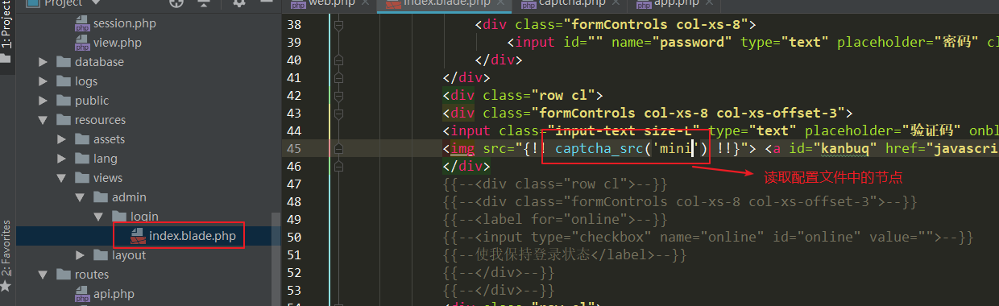 1: Project
Project
session.php
view.php
database
logs
public
resources
assets
lang
views
admin
login
index.blade.php
layout
routes
api.php
2: Favorites
web.php
index.blade.php
captcha.php
app.php
38 <div class="formControls col-xs-8">
39 <input id="" name="password" type="text" placeholder="密码" cl
40 </div>
41 </div>
42 <div class="row cl">
43 <div class="formControls col-xs-8 col-xs-offset-3">
44 <input class="input-text size-L" type="text" placeholder="验证码" onbl
45 <img src="{!! captcha_src('mini') !!}"> <a id="kanbuq" href="javascri
46 </div>
读取配置文件中的节点
47 {{--<div class="row cl">--}}
48 {{--<div class="formControls col-xs-8 col-xs-offset-3">--}}
49 {{--<label for="online">--}}
50 {{--<input type="checkbox" name="online" id="online" value="">--}}
51 {{--使我保持登录状态</label>--}}
52 {{--</div>--}}
53 {{--</div>--}}
54 <div class="row cl">